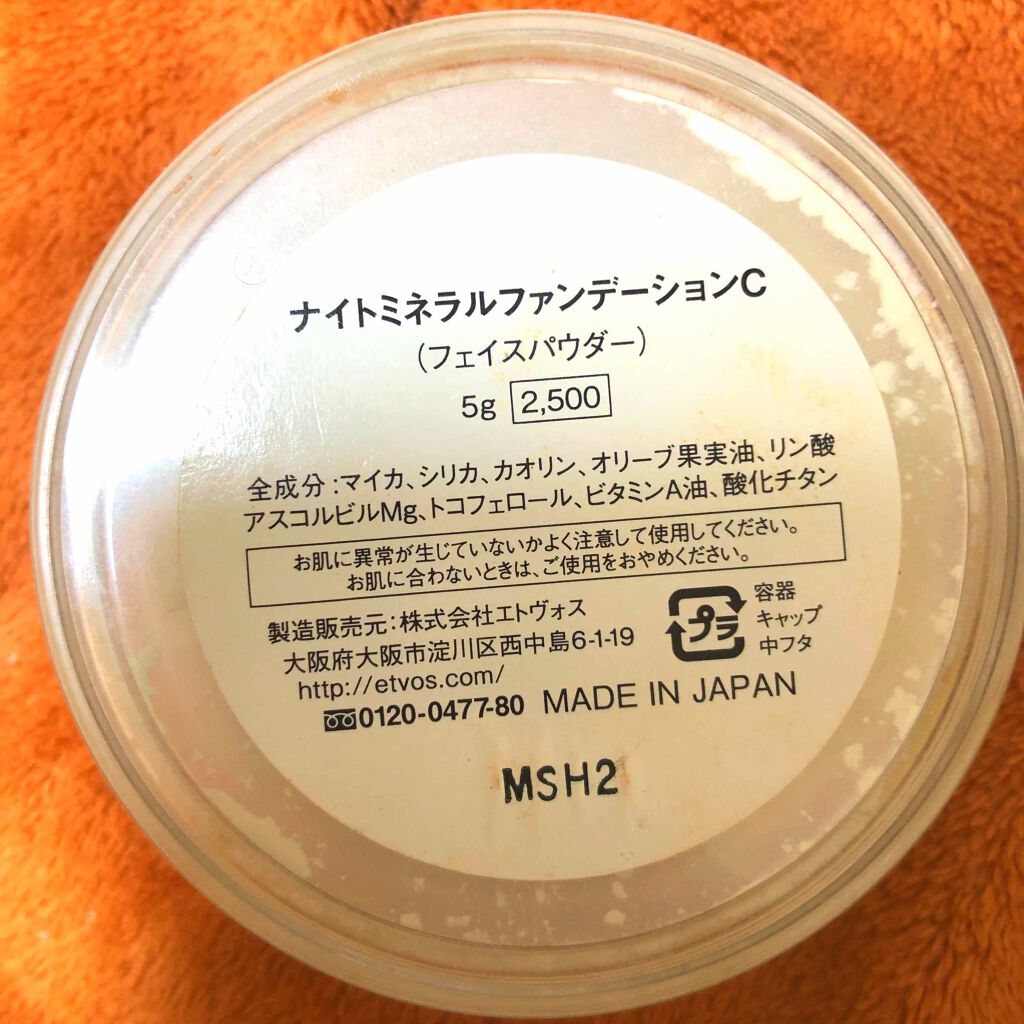 ナイトミネラルファンデーションC
(フェイスパウダー)
5g 2,500
全成分:マイカ、シリカ、カオリン、オリーブ果実油、リン酸
アスコルビルMg、トコフェロール、ビタミンA油、酸化チタン
お肌に異常が生じていないかよく注意して使用してください。
お肌に合わないときは、ご使用をおやめください。
製造販売元:株式会社エトヴォス
大阪府大阪市淀川区西中島6-1-19
http://etvos.com/
0120-0477-80 MADE IN JAPAN
プラ
容器
キャップ
中フタ
MSH2